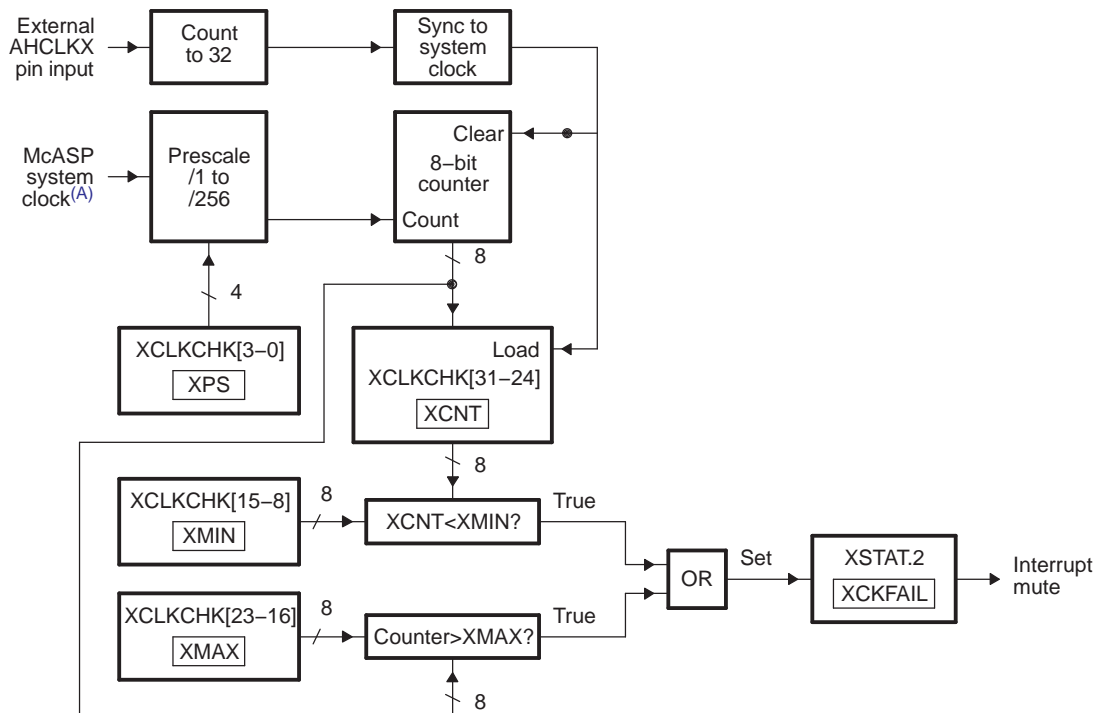 External
AHCLKX
pin input
Count
to 32
Sync to
system
clock
McASP
system
clock(A)
Prescale
/1 to
/256
Clear
8−bit
counter
Count
8
4
XCLKCHK[3−0]
XPS
Load
XCLKCHK[31−24]
XCNT
8
XCLKCHK[15−8]
XMIN
8
XCNT<XMIN?
True
XCLKCHK[23−16]
XMAX
8
Counter>XMAX?
True
8
OR
Set
XSTAT.2
XCKFAIL
Interrupt
mute